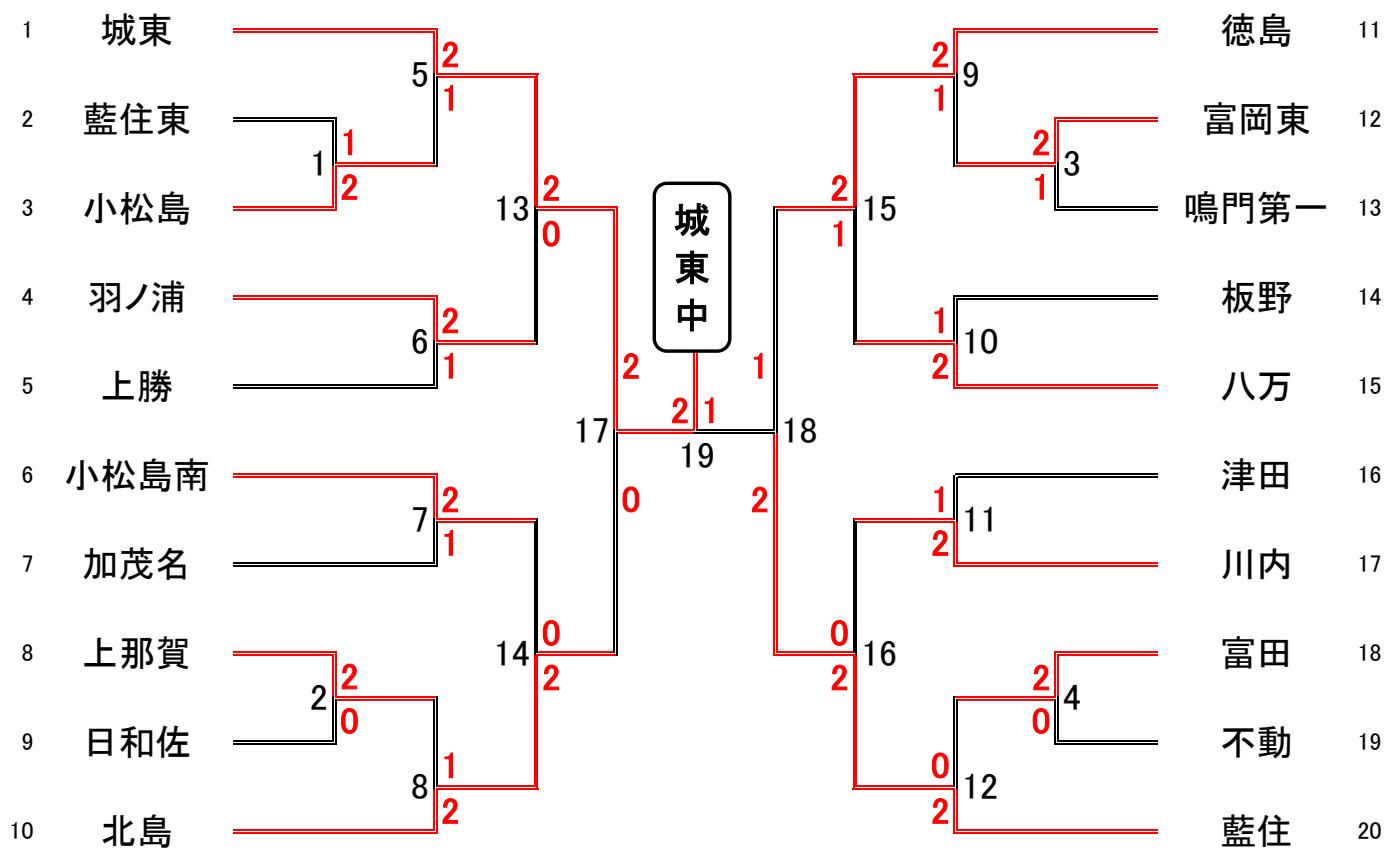 1 城東 2 徳島 11
5 2 9
1 1
2 藍住東 富岡東 12
1 1 2 3
2 1
3 小松島 13 2 2 15 鳴門第一 13
0 城東中 1
4 羽ノ浦 板野 14
2 1
6 1 10
2 1 1 2
5 上勝 八万 15
17 2 1 18
19
6 小松島南 津田 16
2 0 2 1
7 11
1 2
7 加茂名 川内 17
0 0
8 上那賀 14 16 富田 18
2 2 2 2
2 4
0 0
9 日和佐 不動 19
1 0
8 12
2 2
10 北島 藍住 20